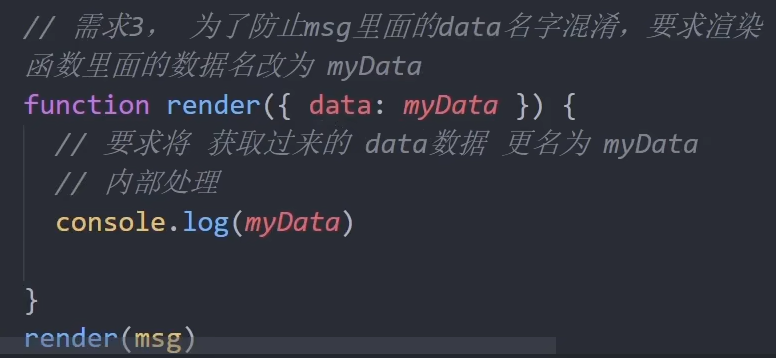 // 需求3， 为了防止msg里面的data名字混淆，要求渲染
函数里面的数据名改为 myData
function render({ data: myData }) {
// 要求将 获取过来的 data数据 更名为 myData
// 内部处理
console.log(myData)
}
render(msg)